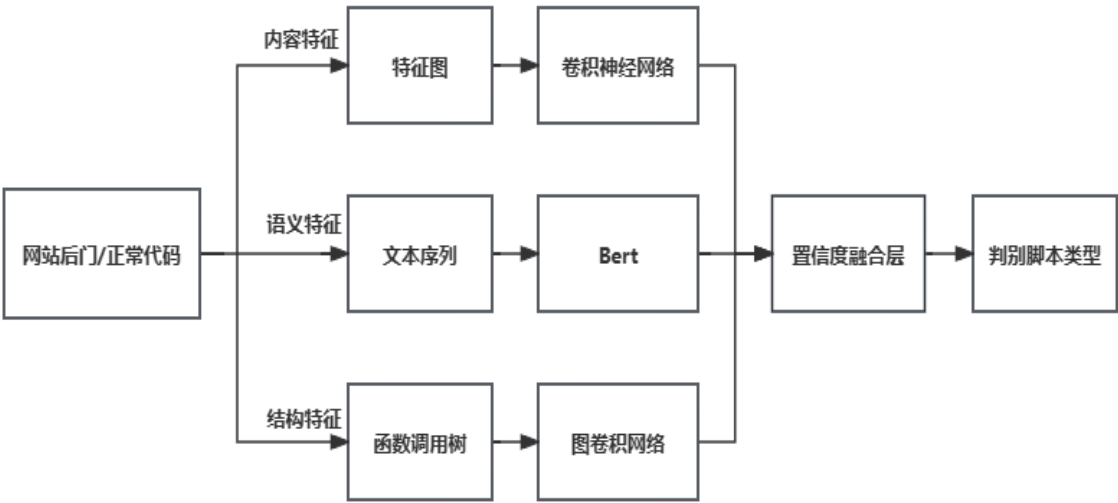 内容特征
特征图
卷积神经网络
网站后门/正常代码
语义特征
文本序列
Bert
置信度融合层
判别脚本类型
结构特征
函数调用树
图卷积网络